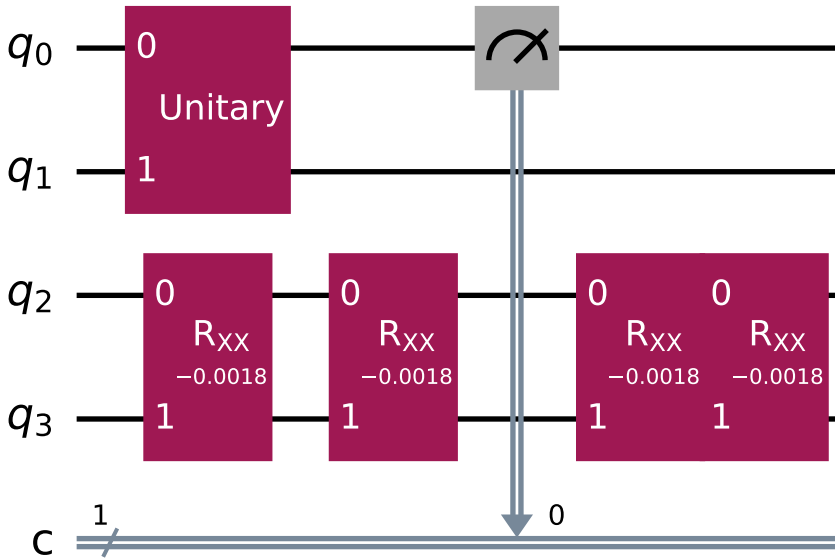 q0 0
Unitary
q1 1
q2 0 0 0 0
RXX RXX RXX RXX
−0.0018 −0.0018 −0.0018 −0.0018
q3 1 1 1 1
1 0
c